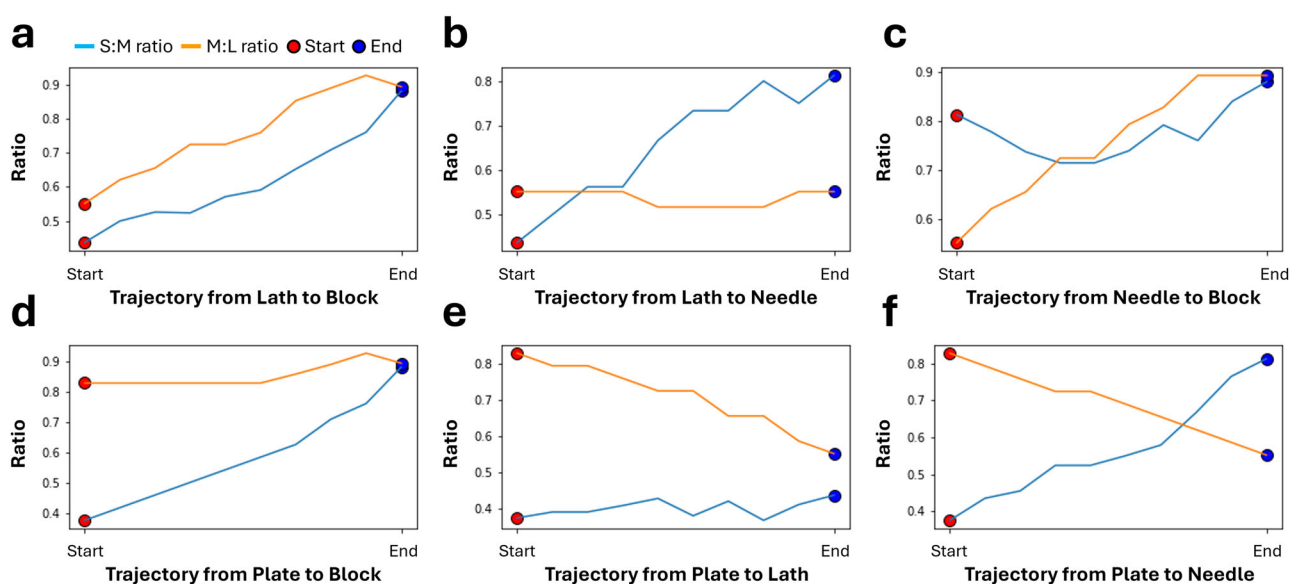 a
S:M ratio M:L ratio Start End
0.9
0.8
0.7
0.6
0.5
Ratio
Start End
Trajectory from Lath to Block
b
0.8
0.7
0.6
0.5
Ratio
Start End
Trajectory from Lath to Needle
c
0.9
0.8
0.7
0.6
Ratio
Start End
Trajectory from Needle to Block
d
0.9
0.8
0.7
0.6
0.5
0.4
Ratio
Start End
Trajectory from Plate to Block
e
0.8
0.7
0.6
0.5
0.4
Ratio
Start End
Trajectory from Plate to Lath
f
0.8
0.7
0.6
0.5
0.4
Ratio
Start End
Trajectory from Plate to Needle